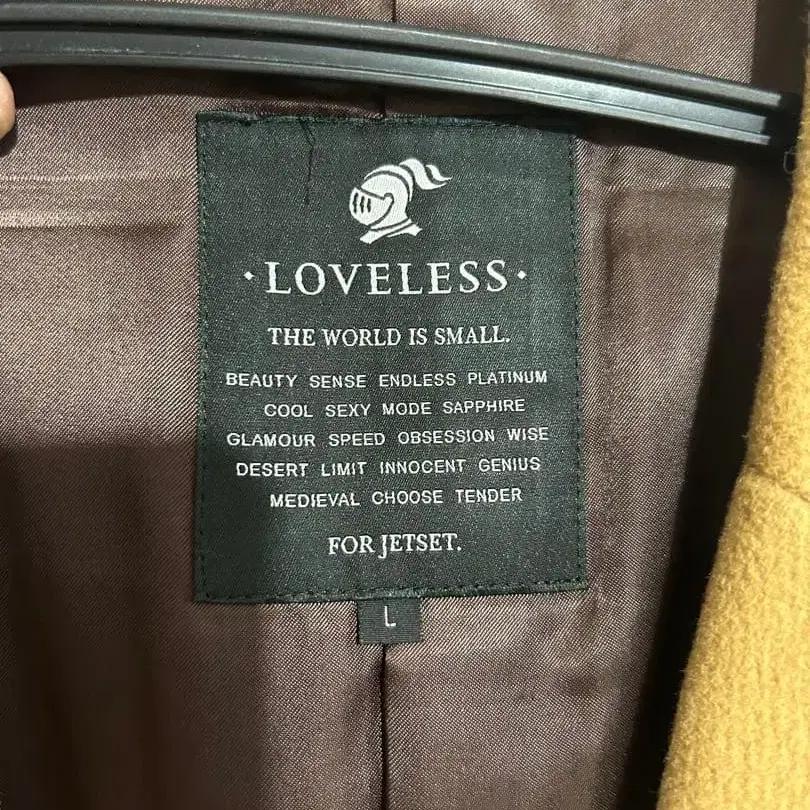 · LOVELESS ·
THE WORLD IS SMALL.
BEAUTY SENSE ENDLESS PLATINUM
COOL SEXY MODE SAPPHIRE
GLAMOUR SPEED OBSESSION WISE
DESERT LIMIT INNOCENT GENIUS
MEDIEVAL CHOOSE TENDER
FOR JETSET.
L